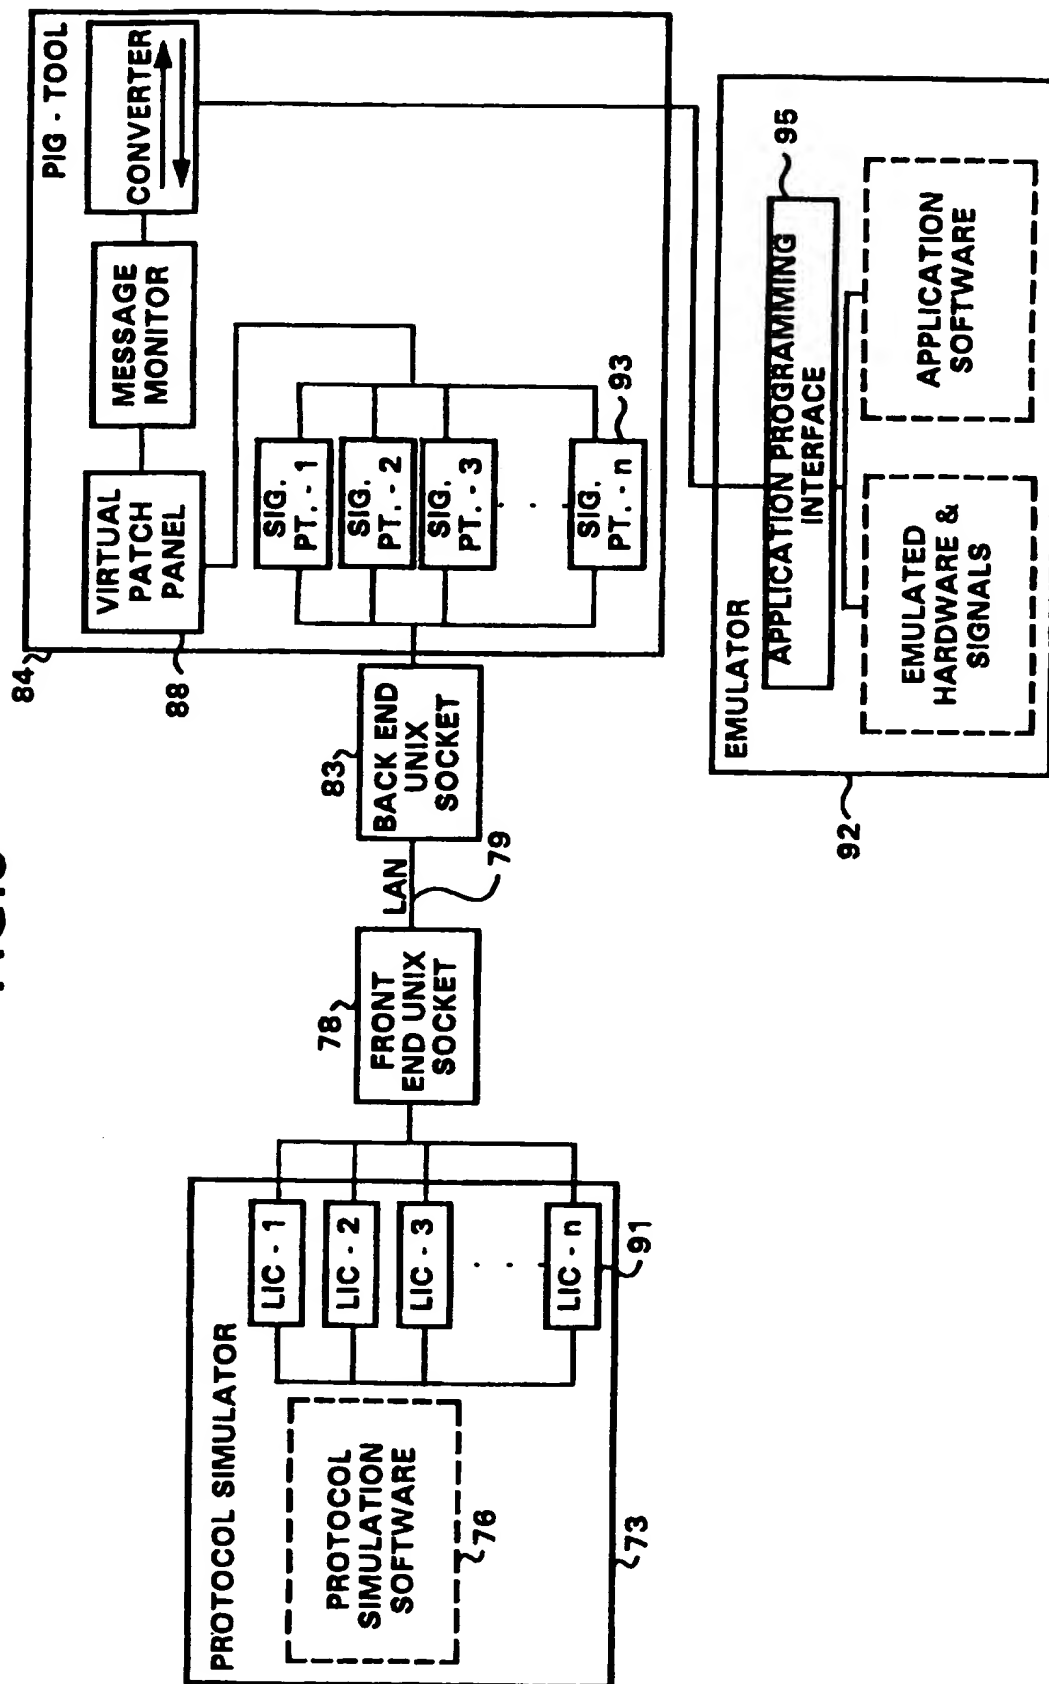 PROTOCOL SIMULATOR
PROTOCOL
SIMULATION
SOFTWARE
76
73
LIC - 1
LIC - 2
LIC - 3
LIC - n
91
78
FRONT
END UNIX
SOCKET
LAN
79
83
BACK END
UNIX
SOCKET
84
PIG - TOOL
VIRTUAL
PATCH
PANEL
88
MESSAGE
MONITOR
CONVERTER
SIG.
PT. - 1
SIG.
PT. - 2
SIG.
PT. - 3
SIG.
PT. - n
93
EMULATOR
92
APPLICATION PROGRAMMING
INTERFACE
95
EMULATED
HARDWARE &
SIGNALS
APPLICATION
SOFTWARE